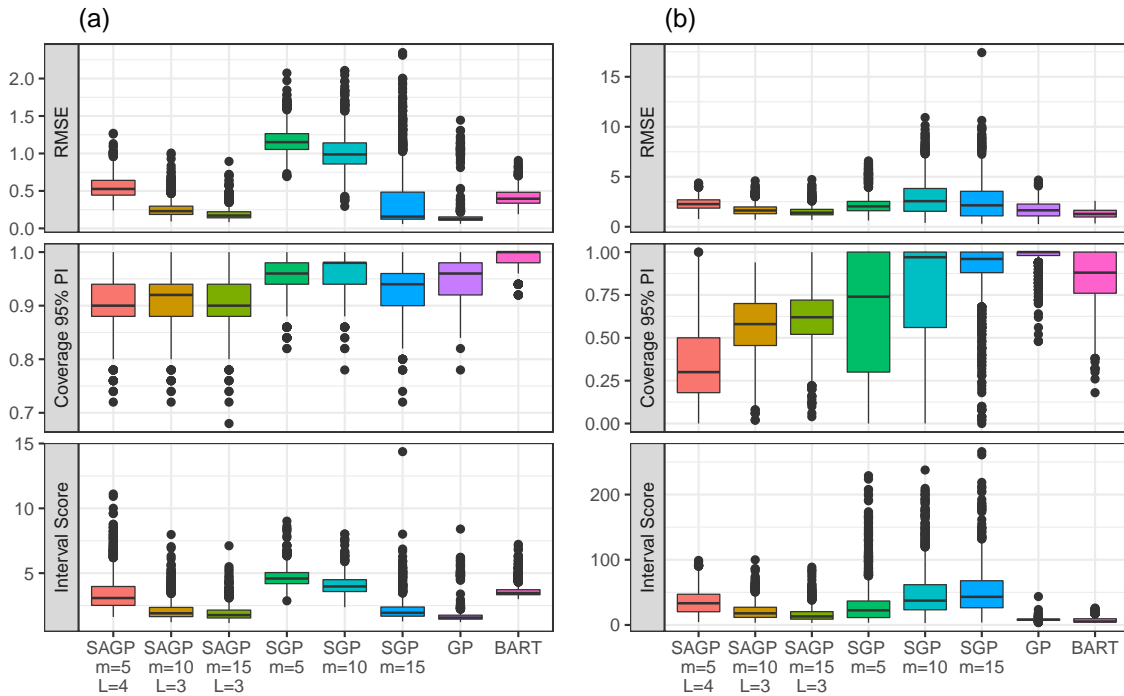 (a)
(b)
RMSE
2.0
1.5
1.0
0.5
0.0
RMSE
15
10
5
0
Coverage 95% PI
1.0
0.9
0.8
0.7
Coverage 95% PI
1.00
0.75
0.50
0.25
0.00
Interval Score
15
10
5
Interval Score
200
100
50
0
SAGP SAGP SAGP SGP SGP SGP GP BART
m=5 m=10 m=15 m=5 m=10 m=15
L=4 L=3 L=3
SAGP SAGP SAGP SGP SGP SGP GP BART
m=5 m=10 m=15 m=5 m=10 m=15
L=4 L=3 L=3